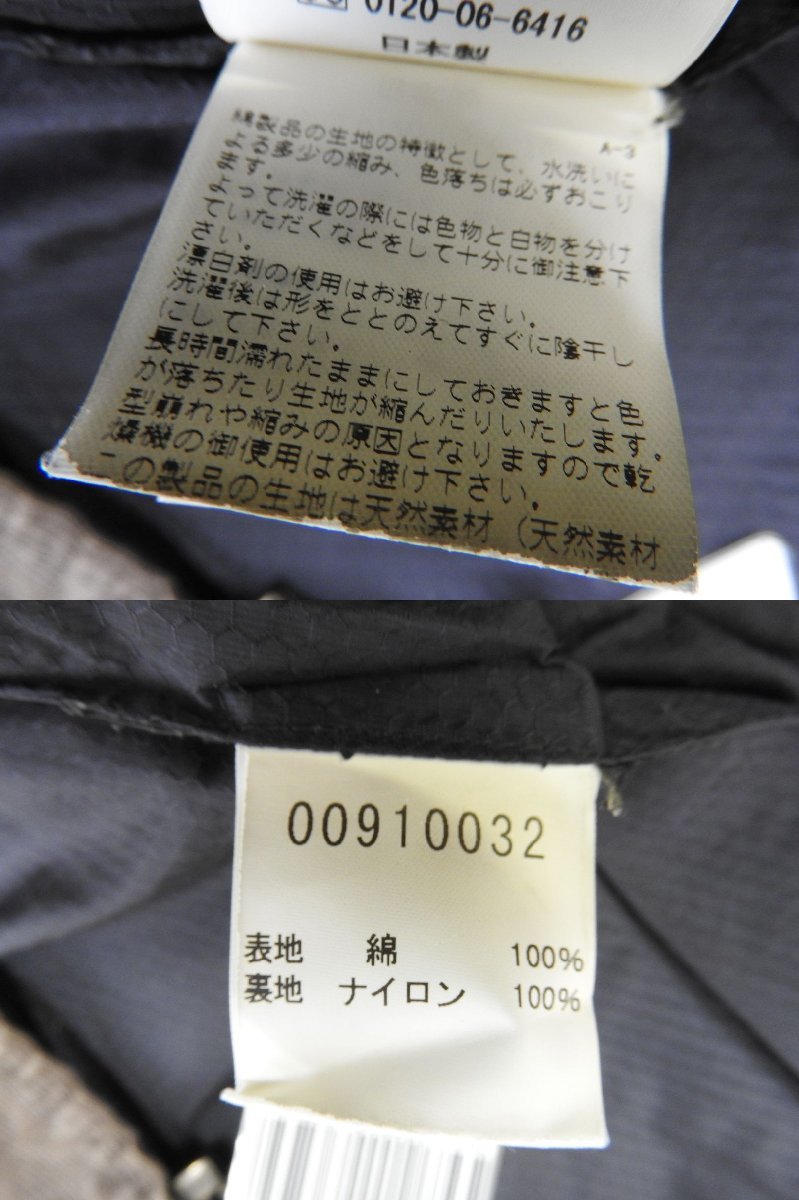 0120-06-6416
日本製
A-3
綿製品の生地の特徴として、水洗いに
よる多少の縮み、色落ちは必ずおこり
ます。
よって洗濯の際には色物と白物を分け
ていただくなどをして十分に御注意下
さい。
漂白剤の使用はお避け下さい。
洗濯後は形をととのえてすぐに陰干し
にして下さい。
長時間濡れたままにしておきますと色
が落ちたり生地が縮んだりいたします。
型崩れや縮みの原因となりますので乾
燥機の御使用はお避け下さい。
この製品の生地は天然素材（天然素材
00910032
表地 綿 100%
裏地 ナイロン 100%